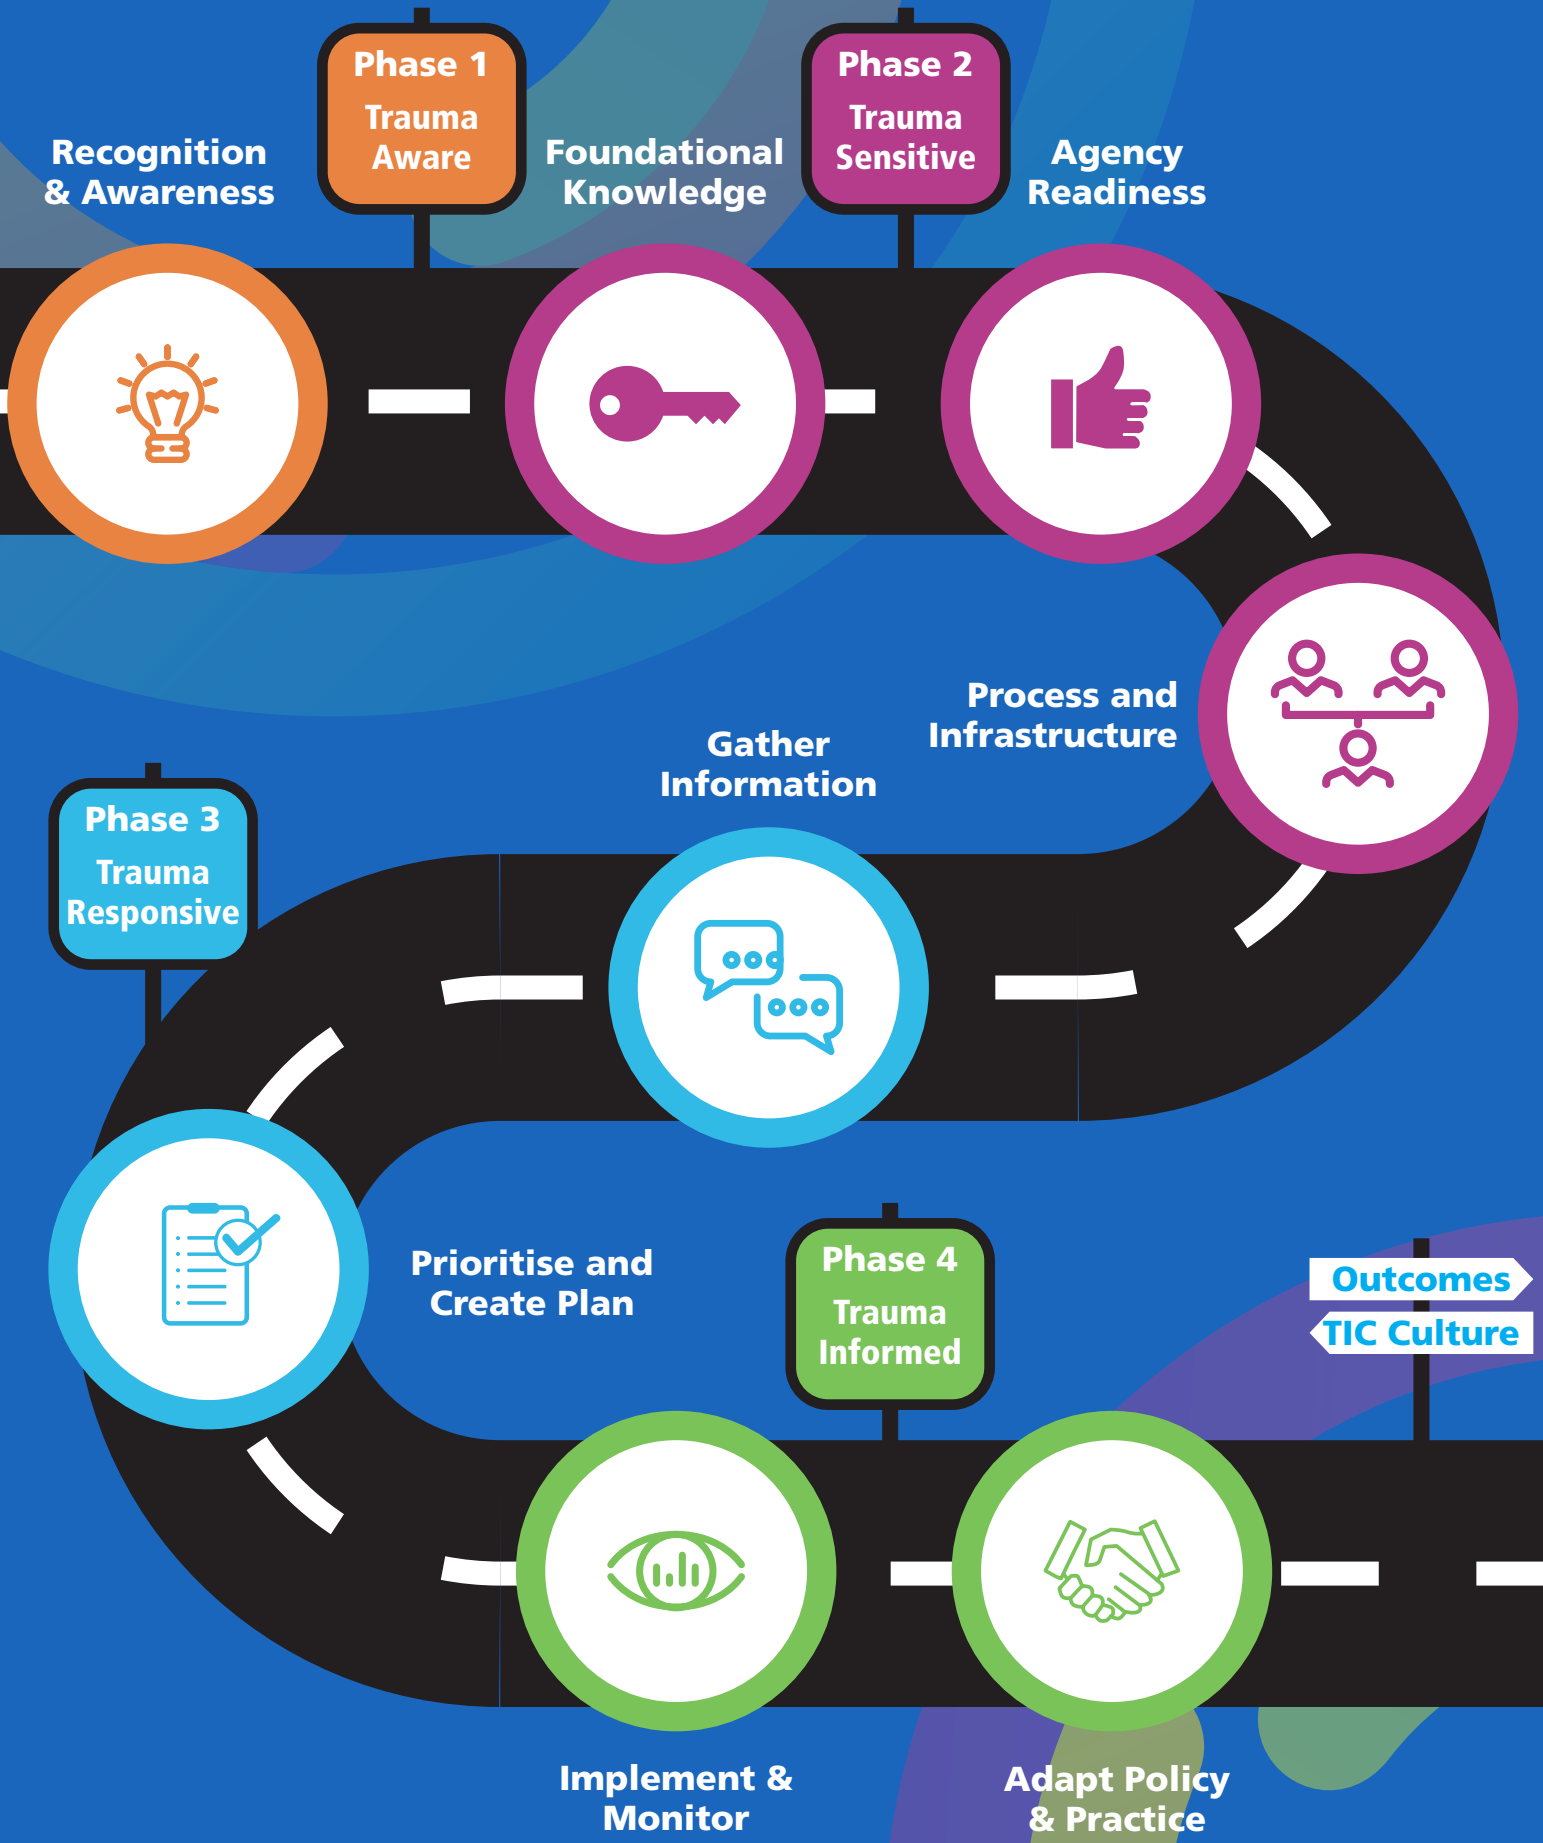 Phase 1
Trauma
Aware
Phase 2
Trauma
Sensitive
Recognition
& Awareness
Foundational
Knowledge
Agency
Readiness
Process and
Infrastructure
Gather
Information
Phase 3
Trauma
Responsive
Prioritise and
Create Plan
Phase 4
Trauma
Informed
Outcomes
TIC Culture
Implement &
Monitor
Adapt Policy
& Practice